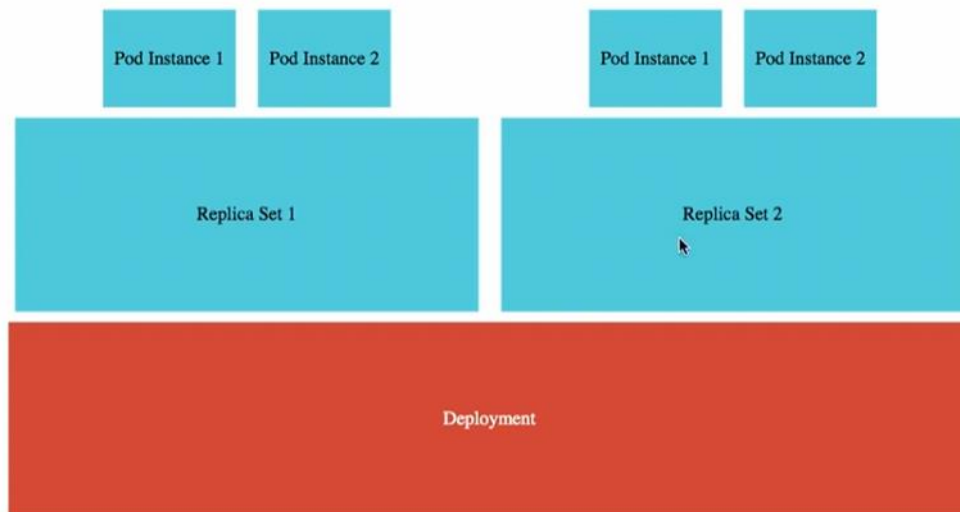 Pod Instance 1
Pod Instance 2
Pod Instance 1
Pod Instance 2
Replica Set 1
Replica Set 2
Deployment